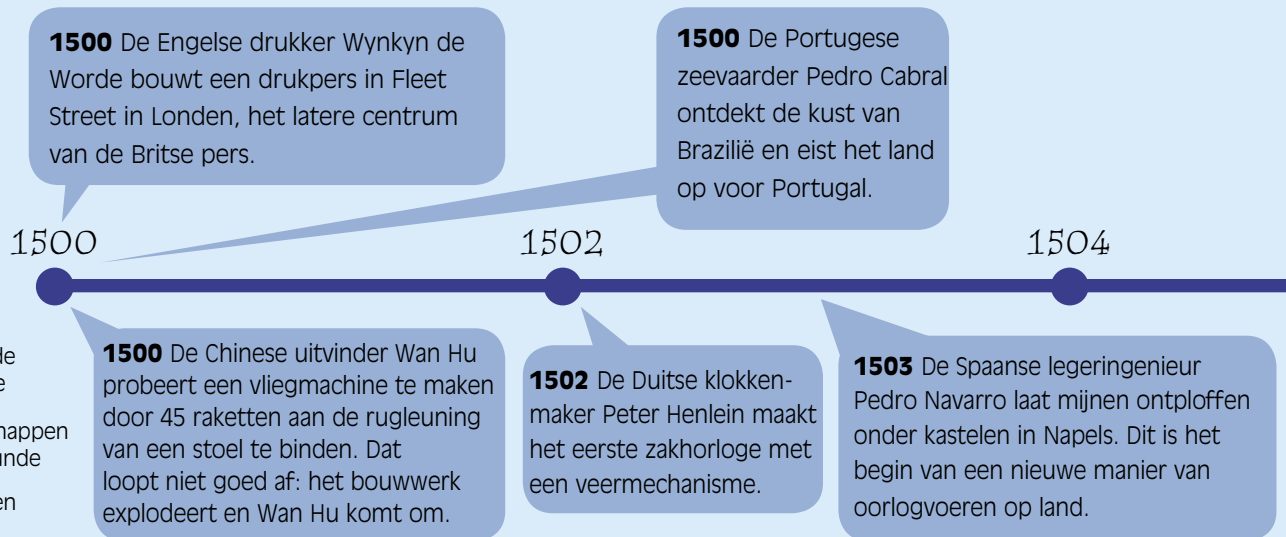 1500 De Engelse drukker Wynkyn de
Worde bouwt een drukpers in Fleet
Street in Londen, het latere centrum
van de Britse pers.
1500 De Portugese
zeevaarder Pedro Cabral
ontdekt de kust van
Brazilië en eist het land
op voor Portugal.
1500
1502
1504
1500 De Chinese uitvinder Wan Hu
probeert een vliegmachine te maken
door 45 raketten aan de rugleuning
van een stoel te binden. Dat
loopt niet goed af: het bouwwerk
explodeert en Wan Hu komt om.
1502 De Duitse klokken-
maker Peter Henlein maakt
het eerste zakhorloge met
een veermechanisme.
1503 De Spaanse legeringenieur
Pedro Navarro laat mijnen ontploffen
onder kastelen in Napels. Dit is het
begin van een nieuwe manier van
oorlogvoeren op land.